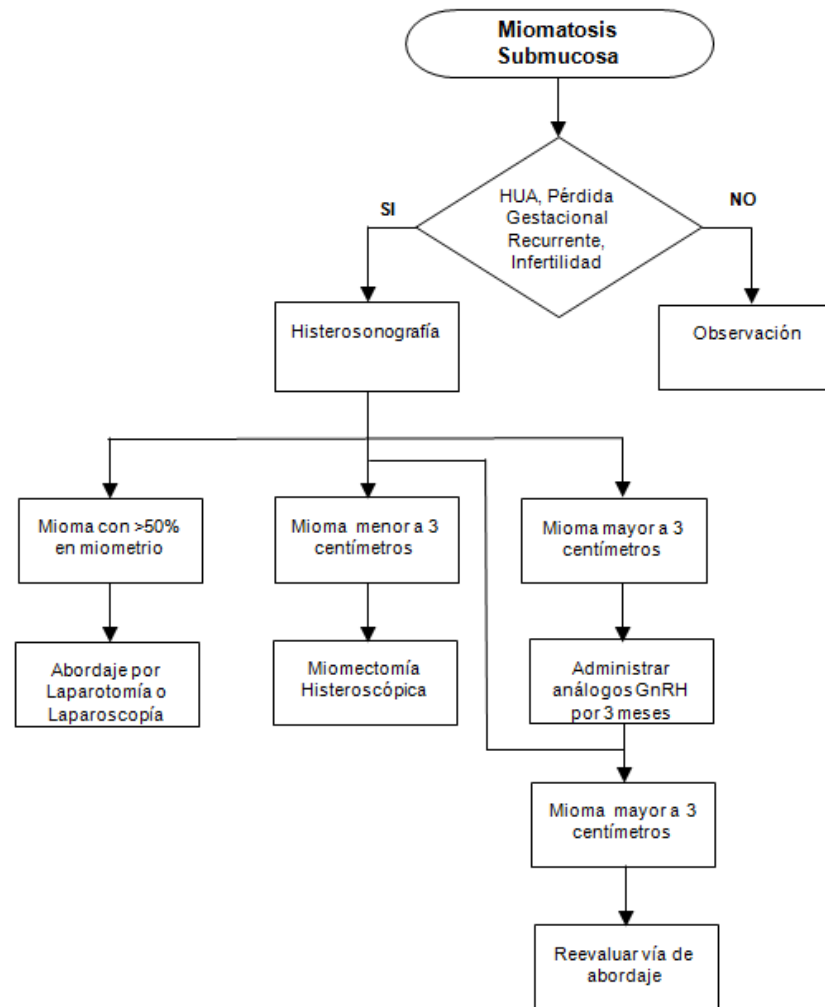 Miomatosis
Submucosa
HUA, Pérdida
Gestacional
Recurrente,
Infertilidad
SI
NO
Histerosonografía
Observación
Mioma con >50%
en miometrio
Mioma menor a 3
centímetros
Mioma mayor a 3
centímetros
Abordaje por
Laparotomía o
Laparoscopía
Miomectomía
Histeroscópica
Administrar
análogos GnRH
por 3 meses
Mioma mayor a 3
centímetros
Reevaluar vía de
abordaje